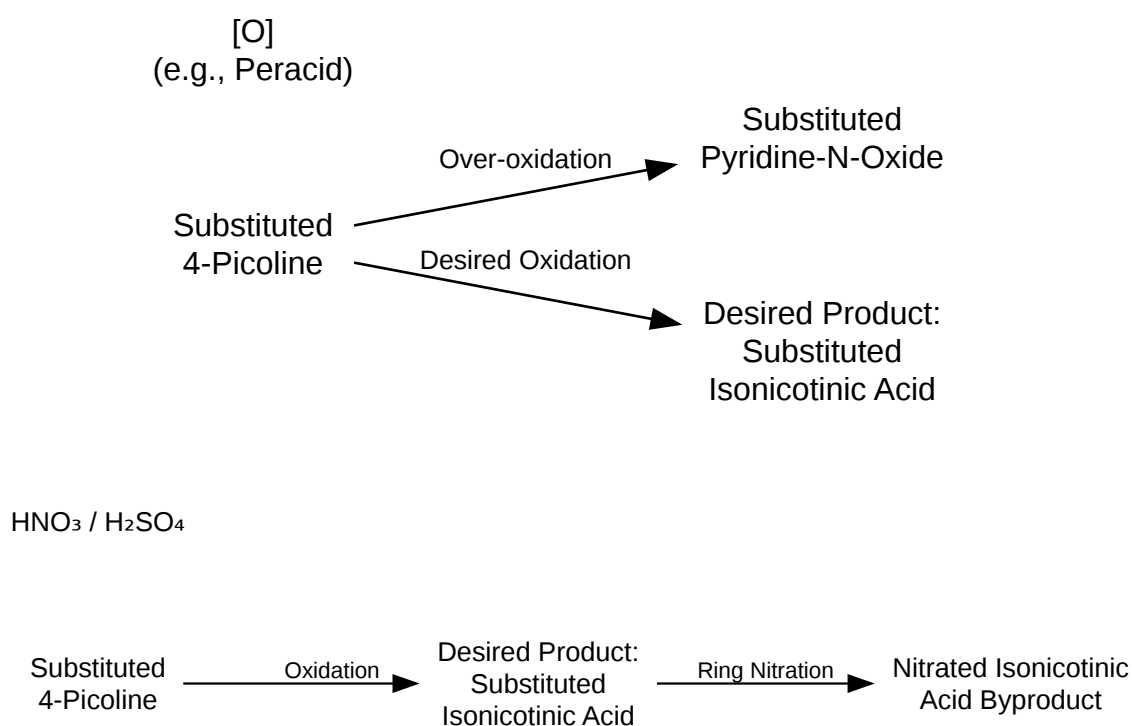 [O]
(e.g., Peracid)
Substituted
Pyridine-N-Oxide
Over-oxidation
Substituted
4-Picoline
Desired Oxidation
Desired Product:
Substituted
Isonicotinic Acid
HNO₃ / H₂SO₄
Substituted
4-Picoline
Oxidation
Desired Product:
Substituted
Isonicotinic Acid
Ring Nitration
Nitrated Isonicotinic
Acid Byproduct